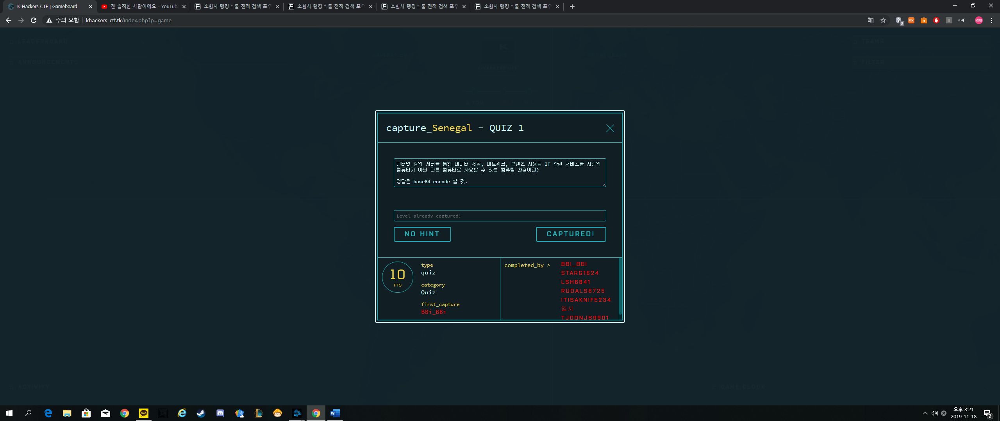 K-Hackers CTF | Gameboard
전 솔직한 사람이에요 - YouTube
소환사 랭킹 :: 롤 전적 검색 포우
소환사 랭킹 :: 롤 전적 검색 포우
소환사 랭킹 :: 롤 전적 검색 포우
소환사 랭킹 :: 롤 전적 검색 포우
주의 요함
khackers-ctf.tk/index.php?p=game
경민
LEADERBOARD
TEAMS
ANNOUNCEMENTS
FILTER
capture_Senegal - QUIZ 1
인터넷 상의 서버를 통해 데이터 저장, 네트워크, 콘텐츠 사용등 IT 관련 서비스를 자신의
컴퓨터가 아닌 다른 컴퓨터로 사용할 수 있는 컴퓨팅 환경이란?
정답은 base64 encode 할 것.
Level already captured!
NO HINT
CAPTURED!
10
PTS
type
quiz
category
Quiz
first_capture
BBi_BBi
completed_by >
BBI_BBI
STARG1624
LSH6841
RUDALS6725
ITISAKNIFE234
임시
TJDDNJS9901
ACTIVITY
GAME CLOCK
오후 3:21
2019-11-18
2